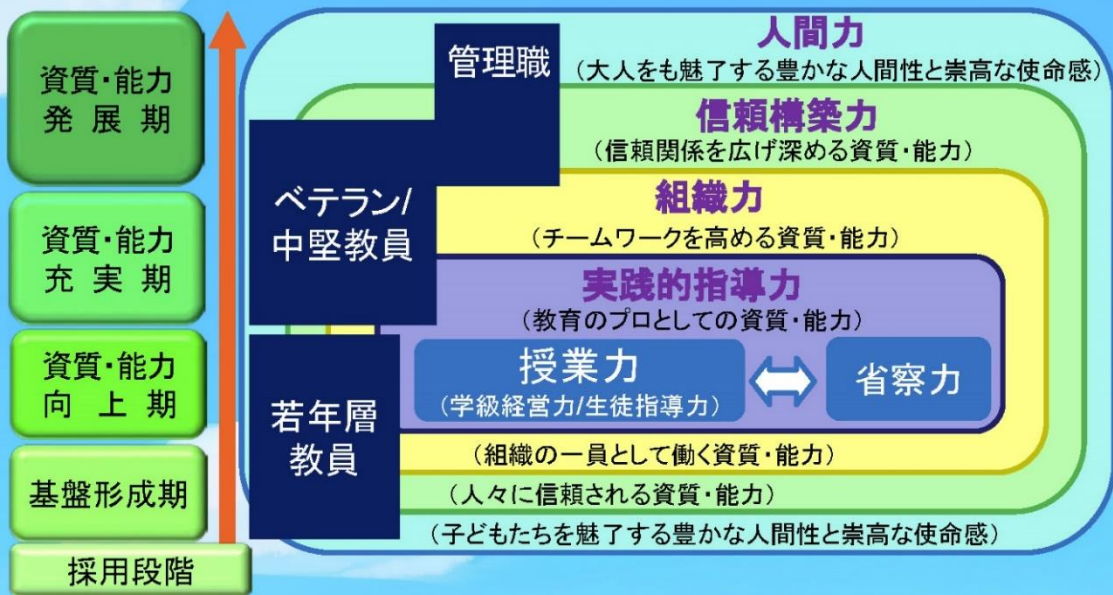 資質・能力
発展期
資質・能力
充実期
資質・能力
向上期
基盤形成期
採用段階
管理職
ベテラン/
中堅教員
若年層
教員
人間力
(大人をも魅了する豊かな人間性と崇高な使命感)
信頼構築力
(信頼関係を広げ深める資質・能力)
組織力
(チームワークを高める資質・能力)
実践的指導力
(教育のプロとしての資質・能力)
授業力
(学級経営力/生徒指導力)
省察力
(組織の一員として働く資質・能力)
(人々に信頼される資質・能力)
(子どもたちを魅了する豊かな人間性と崇高な使命感)